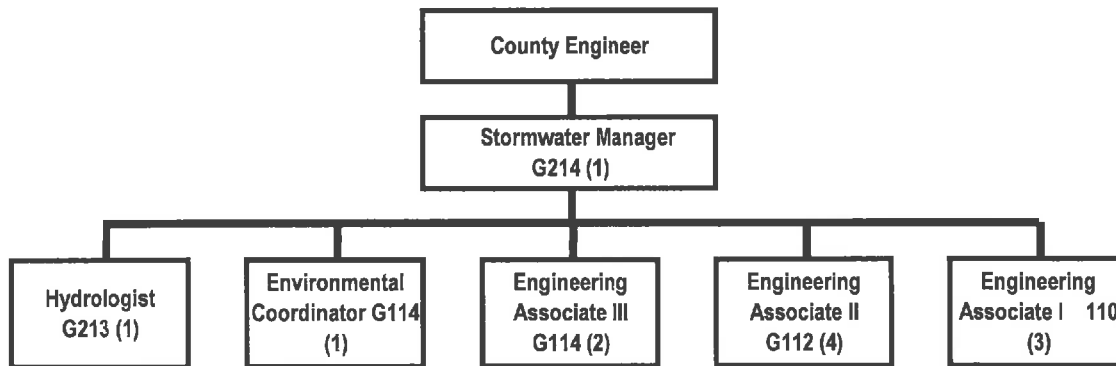 County Engineer
Stormwater Manager
G214 (1)
Hydrologist
G213 (1)
Environmental
Coordinator G114
(1)
Engineering
Associate III
G114 (2)
Engineering
Associate II
G112 (4)
Engineering
Associate I 110
(3)